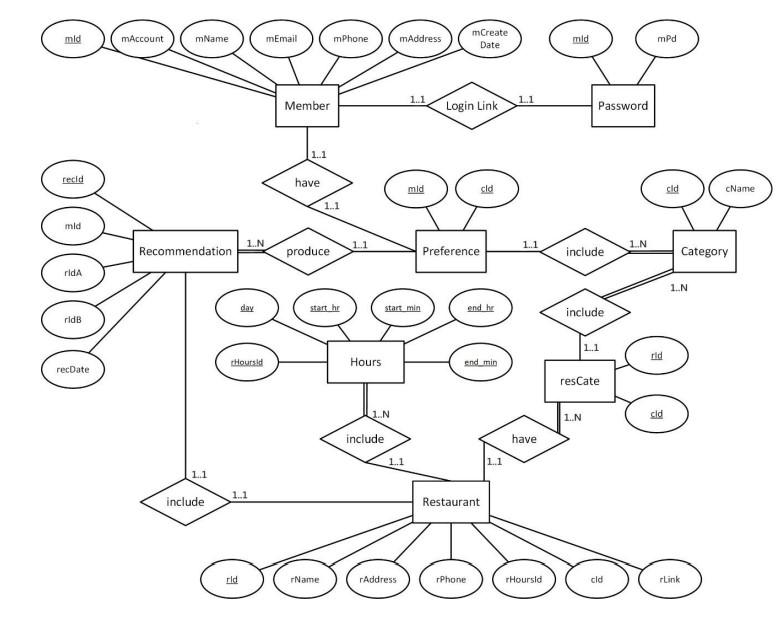 mId
mAccount
mName
mEmail
mPhone
mAddress
mCreate
Date
mId
mPd
Member
1..1
Login Link
1..1
Password
1..1
have
1..1
recId
mId
rIdA
rIdB
recDate
Recommendation
1..N
produce
1..1
mId
cId
Preference
1..1
include
1..N
cId
cName
Category
1..N
include
1..1
day
start_hr
start_min
end_hr
rHoursId
Hours
end_min
resCate
rId
cId
1..N
include
1..1
1..N
have
1..1
1..1
include
1..1
Restaurant
rId
rName
rAddress
rPhone
rHoursId
cId
rLink